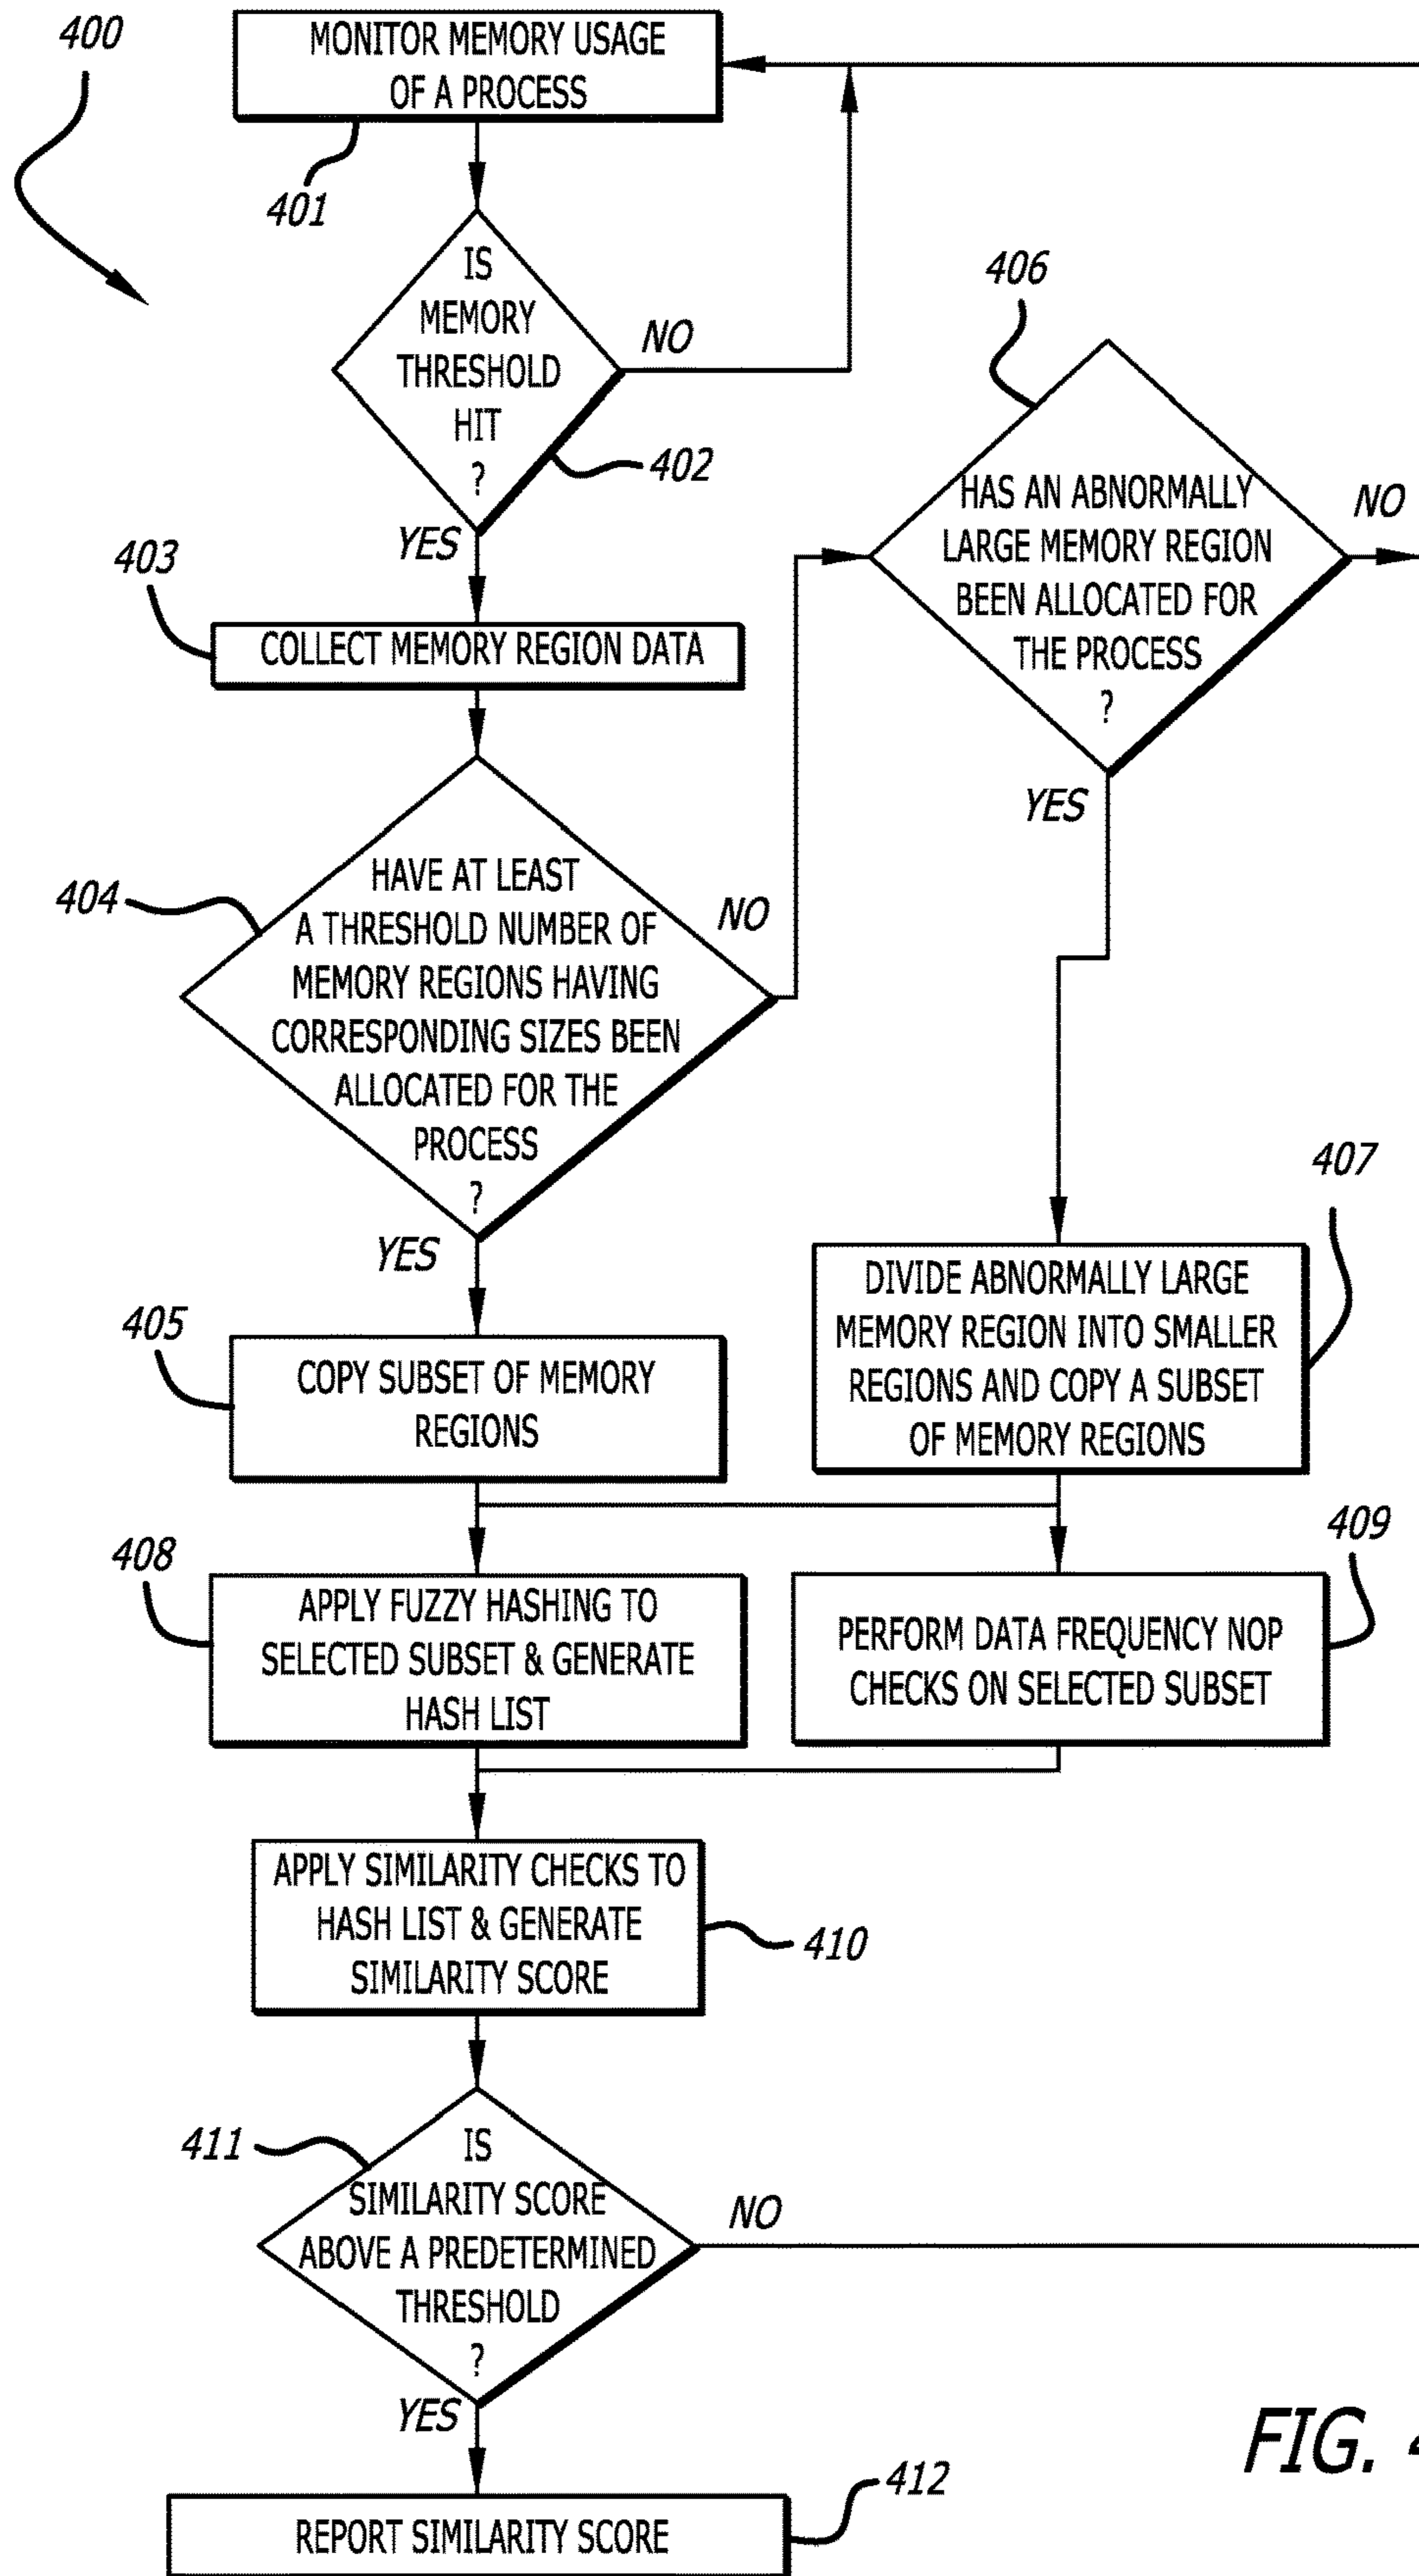 400
MONITOR MEMORY USAGE
OF A PROCESS
401
IS
MEMORY
THRESHOLD
HIT
?
NO
402
YES
403
COLLECT MEMORY REGION DATA
404
HAVE AT LEAST
A THRESHOLD NUMBER OF
MEMORY REGIONS HAVING
CORRESPONDING SIZES BEEN
ALLOCATED FOR THE
PROCESS
?
NO
YES
406
HAS AN ABNORMALLY
LARGE MEMORY REGION
BEEN ALLOCATED FOR
THE PROCESS
?
NO
YES
405
COPY SUBSET OF MEMORY
REGIONS
407
DIVIDE ABNORMALLY LARGE
MEMORY REGION INTO SMALLER
REGIONS AND COPY A SUBSET
OF MEMORY REGIONS
408
APPLY FUZZY HASHING TO
SELECTED SUBSET & GENERATE
HASH LIST
409
PERFORM DATA FREQUENCY NOP
CHECKS ON SELECTED SUBSET
APPLY SIMILARITY CHECKS TO
HASH LIST & GENERATE
SIMILARITY SCORE
410
411
IS
SIMILARITY SCORE
ABOVE A PREDETERMINED
THRESHOLD
?
NO
YES
412
REPORT SIMILARITY SCORE
FIG. 4